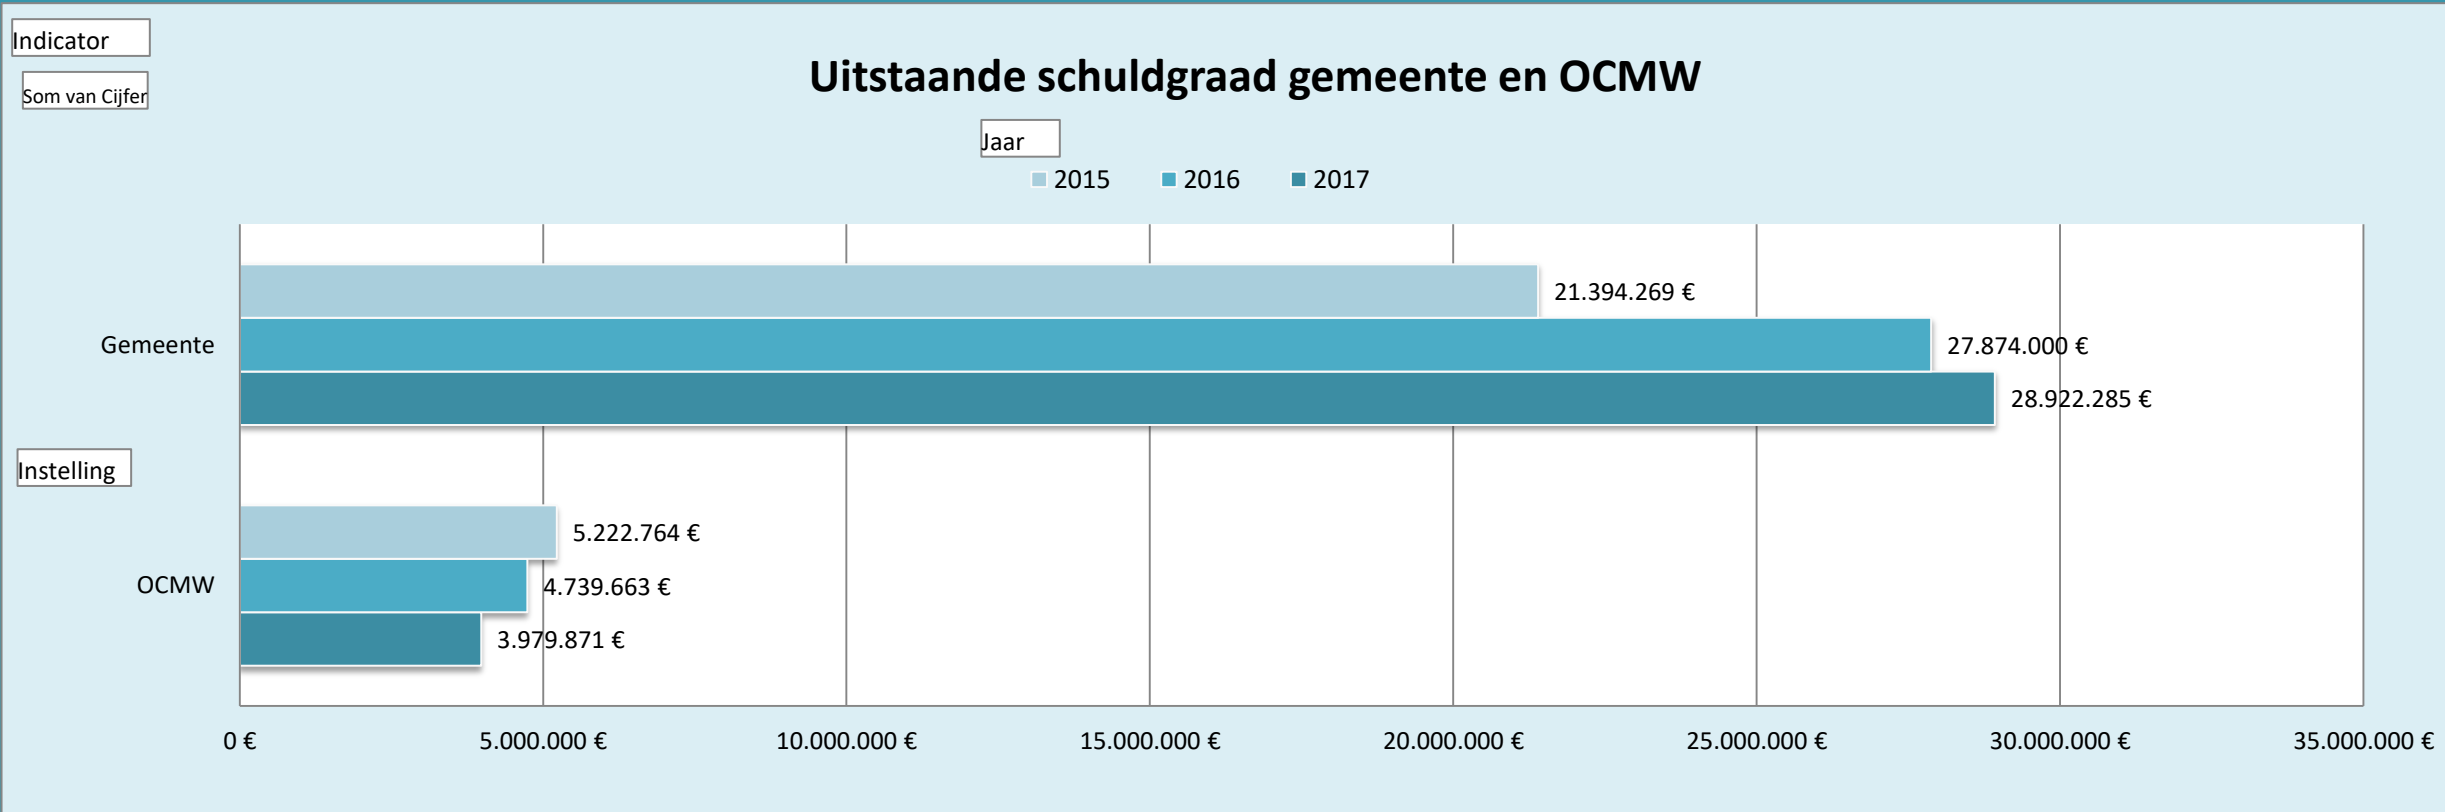 Indicator
Som van Cijfer
Uitstaande schuldgraad gemeente en OCMW
Jaar
2015 2016 2017
21.394.269 €
Gemeente 27.874.000 €
28.922.285 €
Instelling
5.222.764 €
OCMW 4.739.663 €
3.979.871 €
0 € 5.000.000 € 10.000.000 € 15.000.000 € 20.000.000 € 25.000.000 € 30.000.000 € 35.000.000 €